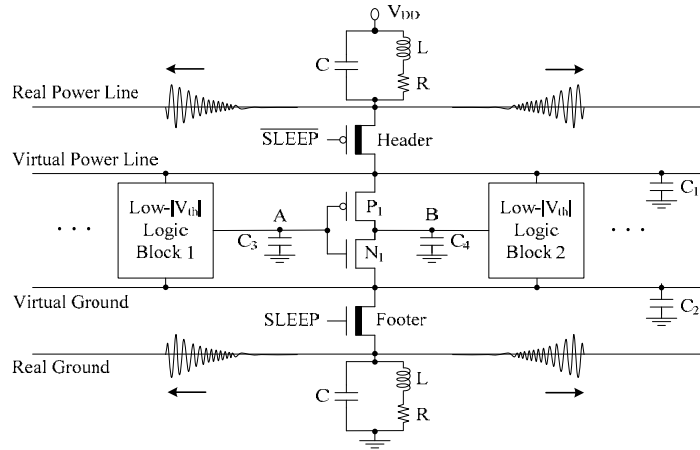 V_DD
C L
R
Real Power Line
S̅L̅E̅E̅P̅ Header
Virtual Power Line
C_1
Low-|V_th|
Logic
Block 1
A
C_3
P_1
N_1
B
C_4
Low-|V_th|
Logic
Block 2
. . .
. . .
Virtual Ground
C_2
SLEEP Footer
Real Ground
C L
R